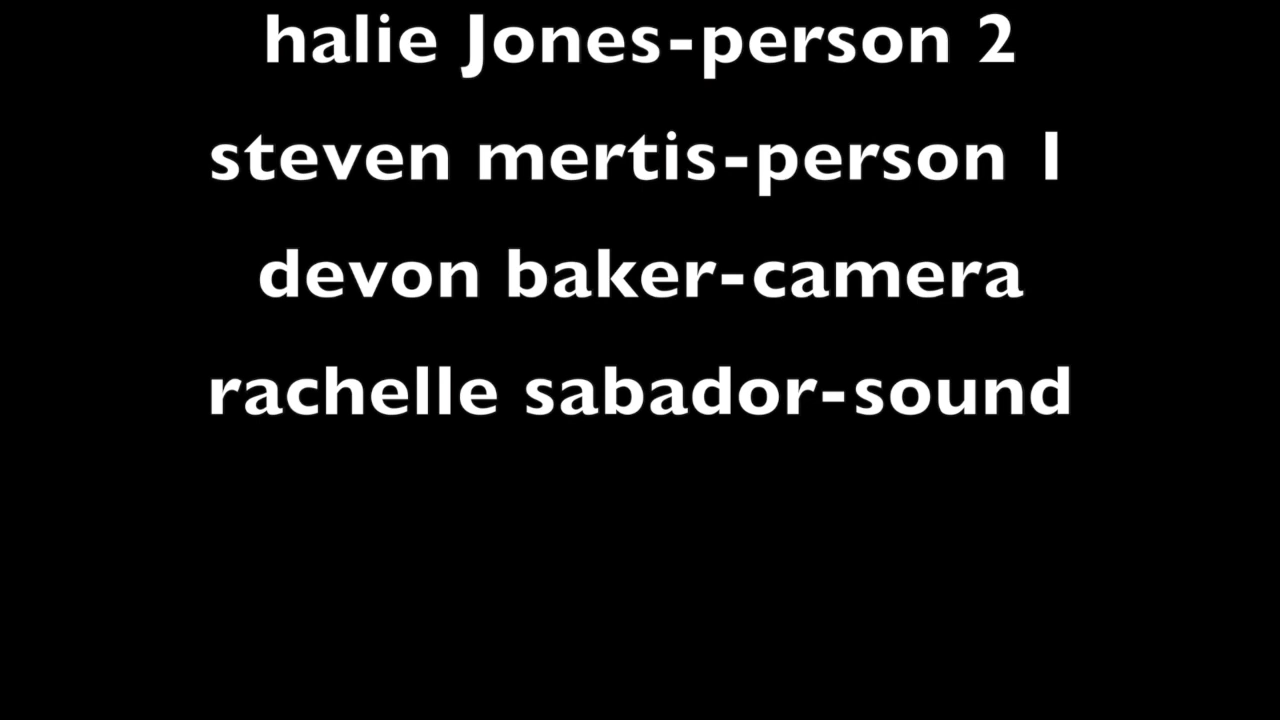 halie Jones-person 2
steven mertis-person 1
devon baker-camera
rachelle sabador-sound